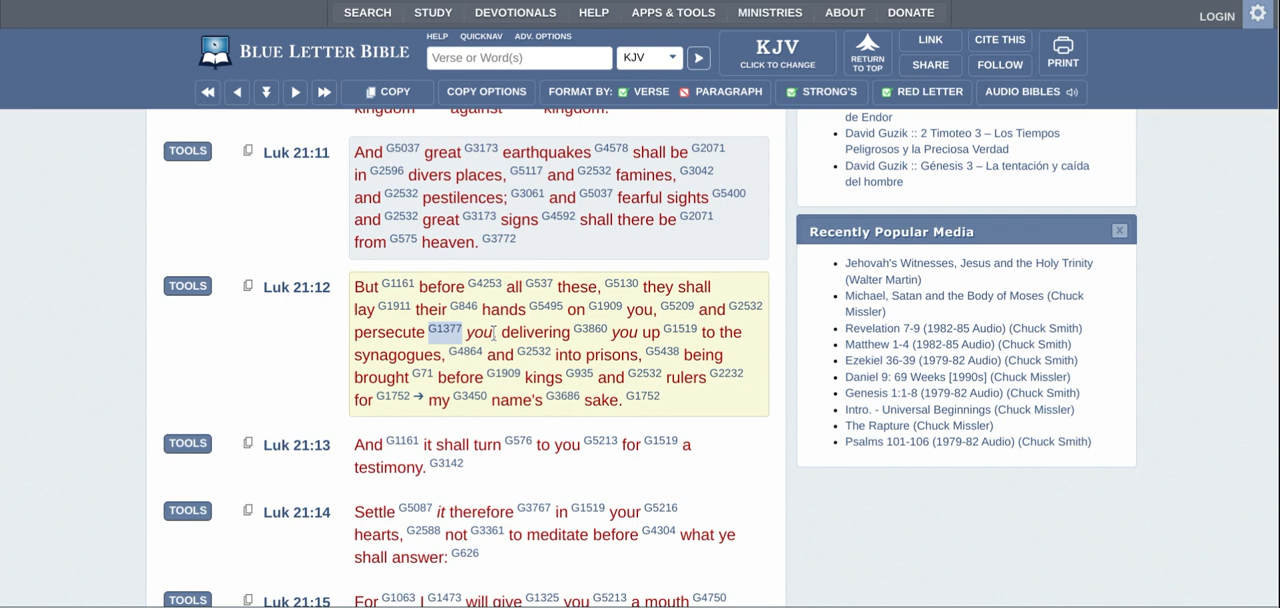 SEARCH STUDY DEVOTIONALS HELP APPS & TOOLS MINISTRIES ABOUT DONATE
LOGIN
BLUE LETTER BIBLE
HELP QUICKNAV ADV. OPTIONS
Verse or Word(s)
KJV
KJV
CLICK TO CHANGE
RETURN
TO TOP
LINK
CITE THIS
SHARE
FOLLOW
PRINT
COPY COPY OPTIONS FORMAT BY: VERSE PARAGRAPH STRONG'S RED LETTER AUDIO BIBLES
kingdom against kingdom:
TOOLS Luk 21:11
And G5037 great G3173 earthquakes G4578 shall be G2071
in G2596 divers places, G5117 and G2532 famines, G3042
and G2532 pestilences; G3061 and G5037 fearful sights G5400
and G2532 great G3173 signs G4592 shall there be G2071
from G575 heaven. G3772
TOOLS Luk 21:12
But G1161 before G4253 all G537 these, G5130 they shall
lay G1911 their G846 hands G5495 on G1909 you, G5209 and G2532
persecute G1377 you, delivering G3860 you up G1519 to the
synagogues, G4864 and G2532 into prisons, G5438 being
brought G71 before G1909 kings G935 and G2532 rulers G2232
for G1752 ➔ my G3450 name's G3686 sake. G1752
TOOLS Luk 21:13
And G1161 it shall turn G576 to you G5213 for G1519 a
testimony. G3142
TOOLS Luk 21:14
Settle G5087 it therefore G3767 in G1519 your G5216
hearts, G2588 not G3361 to meditate before G4304 what ye
shall answer: G626
TOOLS Luk 21:15
For G1063 I G1473 will give G1325 you G5213 a mouth G4750
de Endor
David Guzik :: 2 Timoteo 3 – Los Tiempos
Peligrosos y la Preciosa Verdad
David Guzik :: Génesis 3 – La tentación y caída
del hombre
Recently Popular Media X
Jehovah's Witnesses, Jesus and the Holy Trinity
(Walter Martin)
Michael, Satan and the Body of Moses (Chuck
Missler)
Revelation 7-9 (1982-85 Audio) (Chuck Smith)
Matthew 1-4 (1982-85 Audio) (Chuck Smith)
Ezekiel 36-39 (1979-82 Audio) (Chuck Smith)
Daniel 9: 69 Weeks [1990s] (Chuck Missler)
Genesis 1:1-8 (1979-82 Audio) (Chuck Smith)
Intro. - Universal Beginnings (Chuck Missler)
The Rapture (Chuck Missler)
Psalms 101-106 (1979-82 Audio) (Chuck Smith)